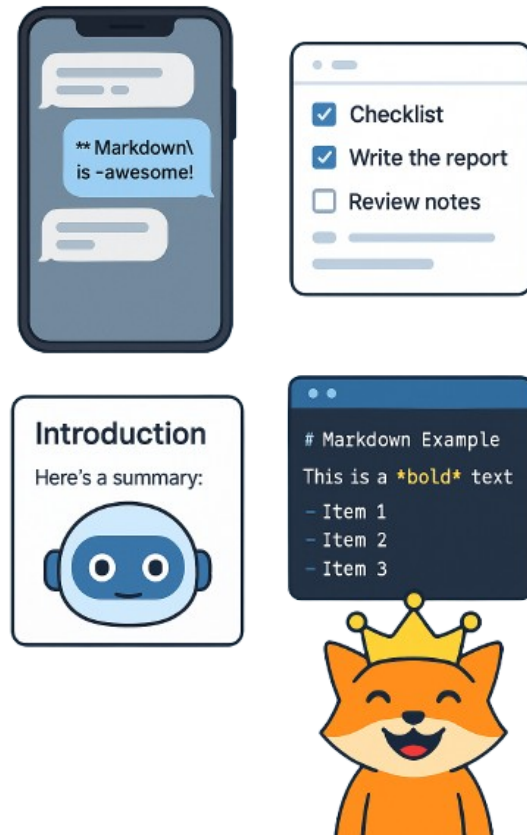 ** Markdown\
is -awesome!
Checklist
Write the report
Review notes
Introduction
Here's a summary:
# Markdown Example
This is a *bold* text
- Item 1
- Item 2
- Item 3